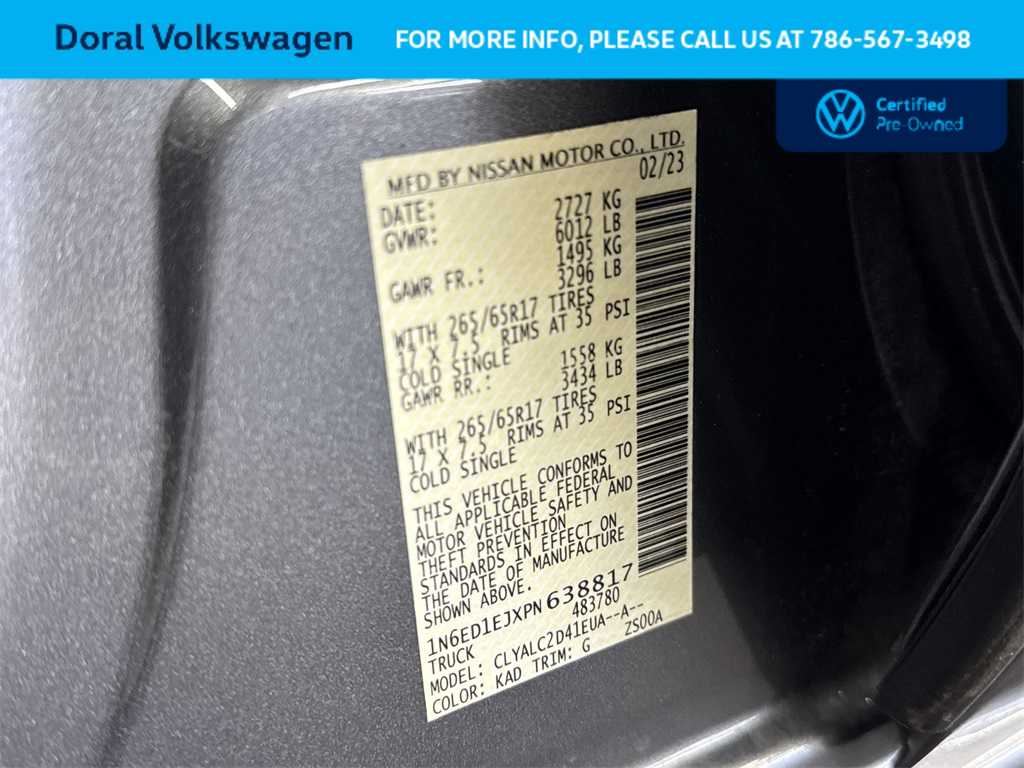 Doral Volkswagen
FOR MORE INFO, PLEASE CALL US AT 786-567-3498
Certified
Pre-Owned
MFD BY NISSAN MOTOR CO., LTD.
DATE: 02/23
GVWR: 2727 KG
6012 LB
GAWR FR.: 1495 KG
3296 LB
WITH 265/65R17 TIRES
17 X 7.5 RIMS AT 35 PSI
COLD SINGLE
GAWR RR.: 1558 KG
3434 LB
WITH 265/65R17 TIRES
17 X 7.5 RIMS AT 35 PSI
COLD SINGLE
THIS VEHICLE CONFORMS TO
ALL APPLICABLE FEDERAL
MOTOR VEHICLE SAFETY AND
THEFT PREVENTION
STANDARDS IN EFFECT ON
THE DATE OF MANUFACTURE
SHOWN ABOVE.
1N6ED1EJXPN638817
TRUCK 483780
MODEL: CLYALC2D41EUA--A--
COLOR: KAD TRIM: G ZS00A